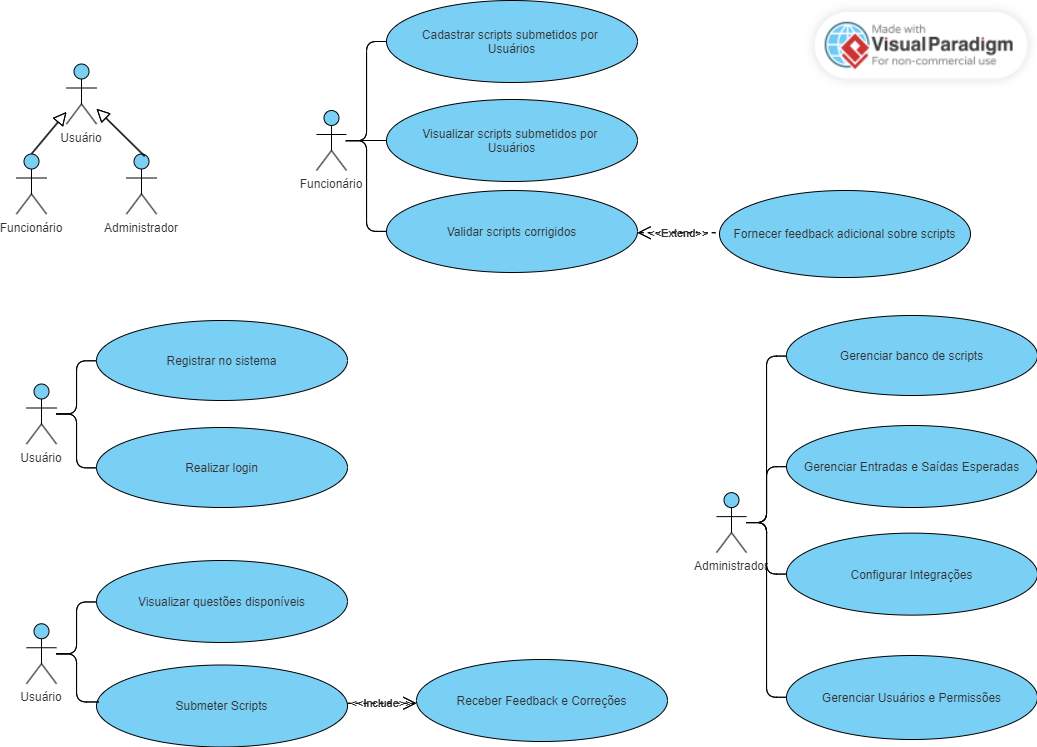 Cadastrar scripts submetidos por
Usuários
Made with
Visual Paradigm
For non-commercial use
Usuário
Visualizar scripts submetidos por
Usuários
Funcionário
Funcionário
Administrador
Validar scripts corrigidos
<<Extend>>
Fornecer feedback adicional sobre scripts
Registrar no sistema
Gerenciar banco de scripts
Usuário
Realizar login
Gerenciar Entradas e Saídas Esperadas
Administrador
Configurar Integrações
Visualizar questões disponíveis
Usuário
Submeter Scripts
<<Include>>
Receber Feedback e Correções
Gerenciar Usuários e Permissões